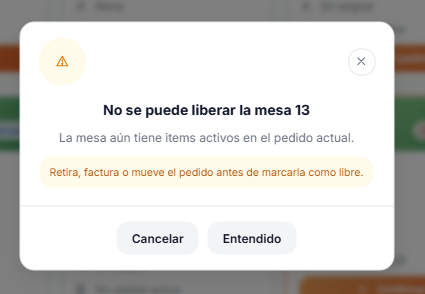 No se puede liberar la mesa 13
La mesa aún tiene items activos en el pedido actual.
Retira, factura o mueve el pedido antes de marcarla como libre.
Cancelar
Entendido